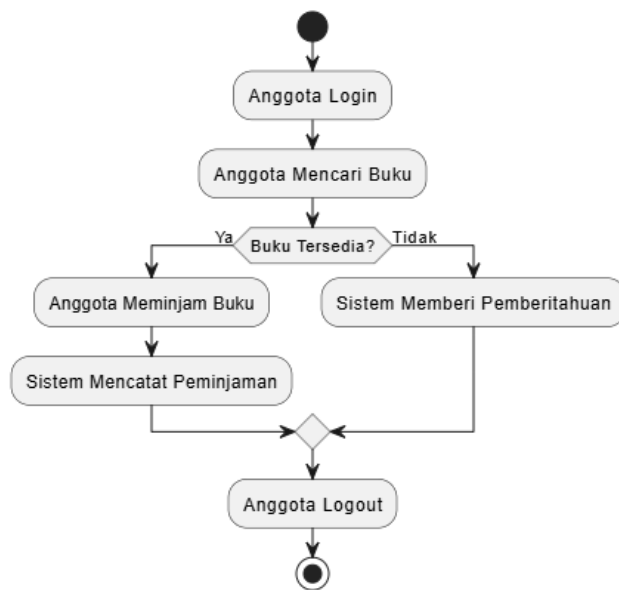 Anggota Login
Anggota Mencari Buku
Buku Tersedia?
Ya
Tidak
Anggota Meminjam Buku
Sistem Memberi Pemberitahuan
Sistem Mencatat Peminjaman
Anggota Logout